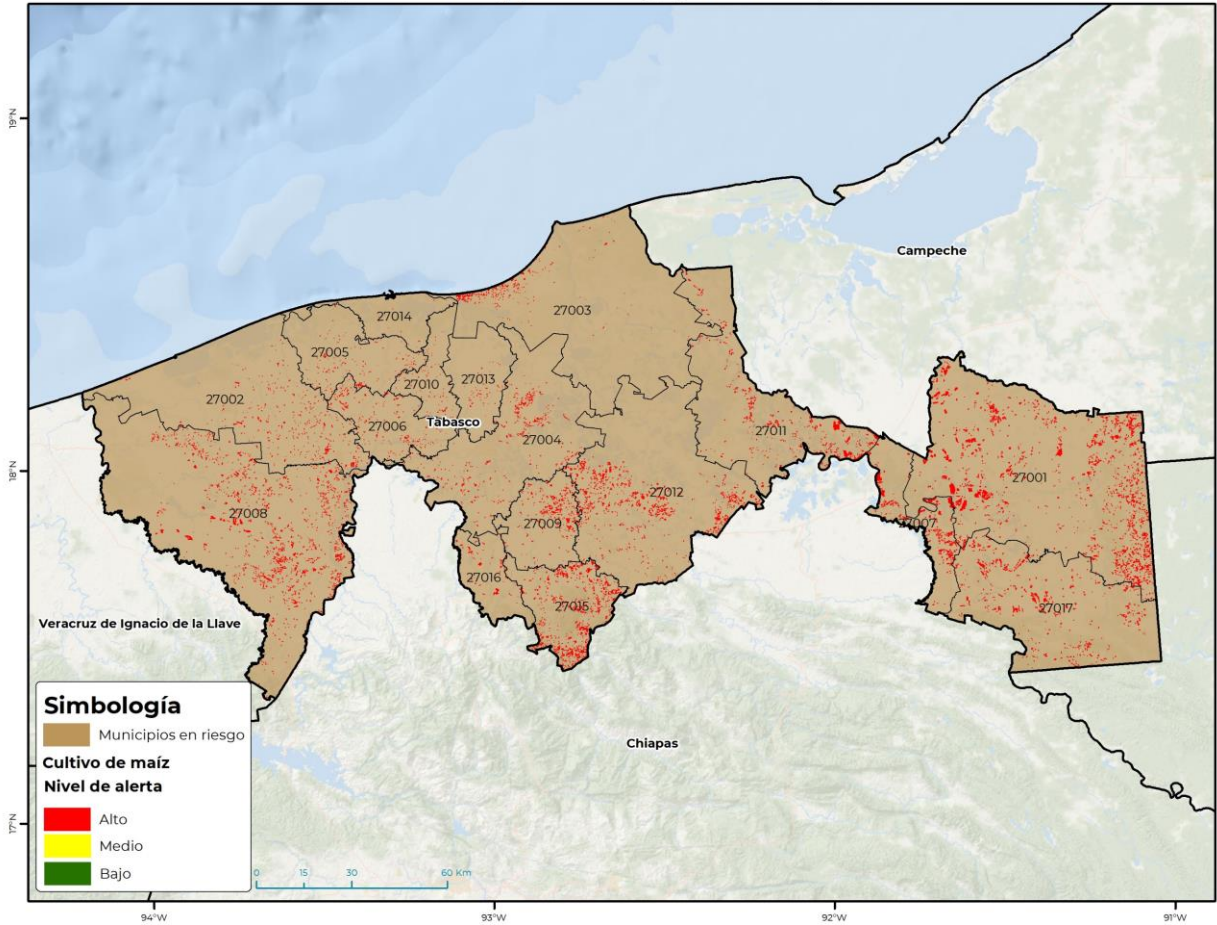 19°N
Campeche
27003
27014
27005
27010
27013
27002
Tabasco
27006
27004
27011
18°N
27001
27012
27008
27009
27007
27016
27015
27017
Veracruz de Ignacio de la Llave
Chiapas
Simbología
Municipios en riesgo
Cultivo de maíz
Nivel de alerta
Alto
Medio
Bajo
17°N
0 15 30 60 Km
94°W 93°W 92°W 91°W